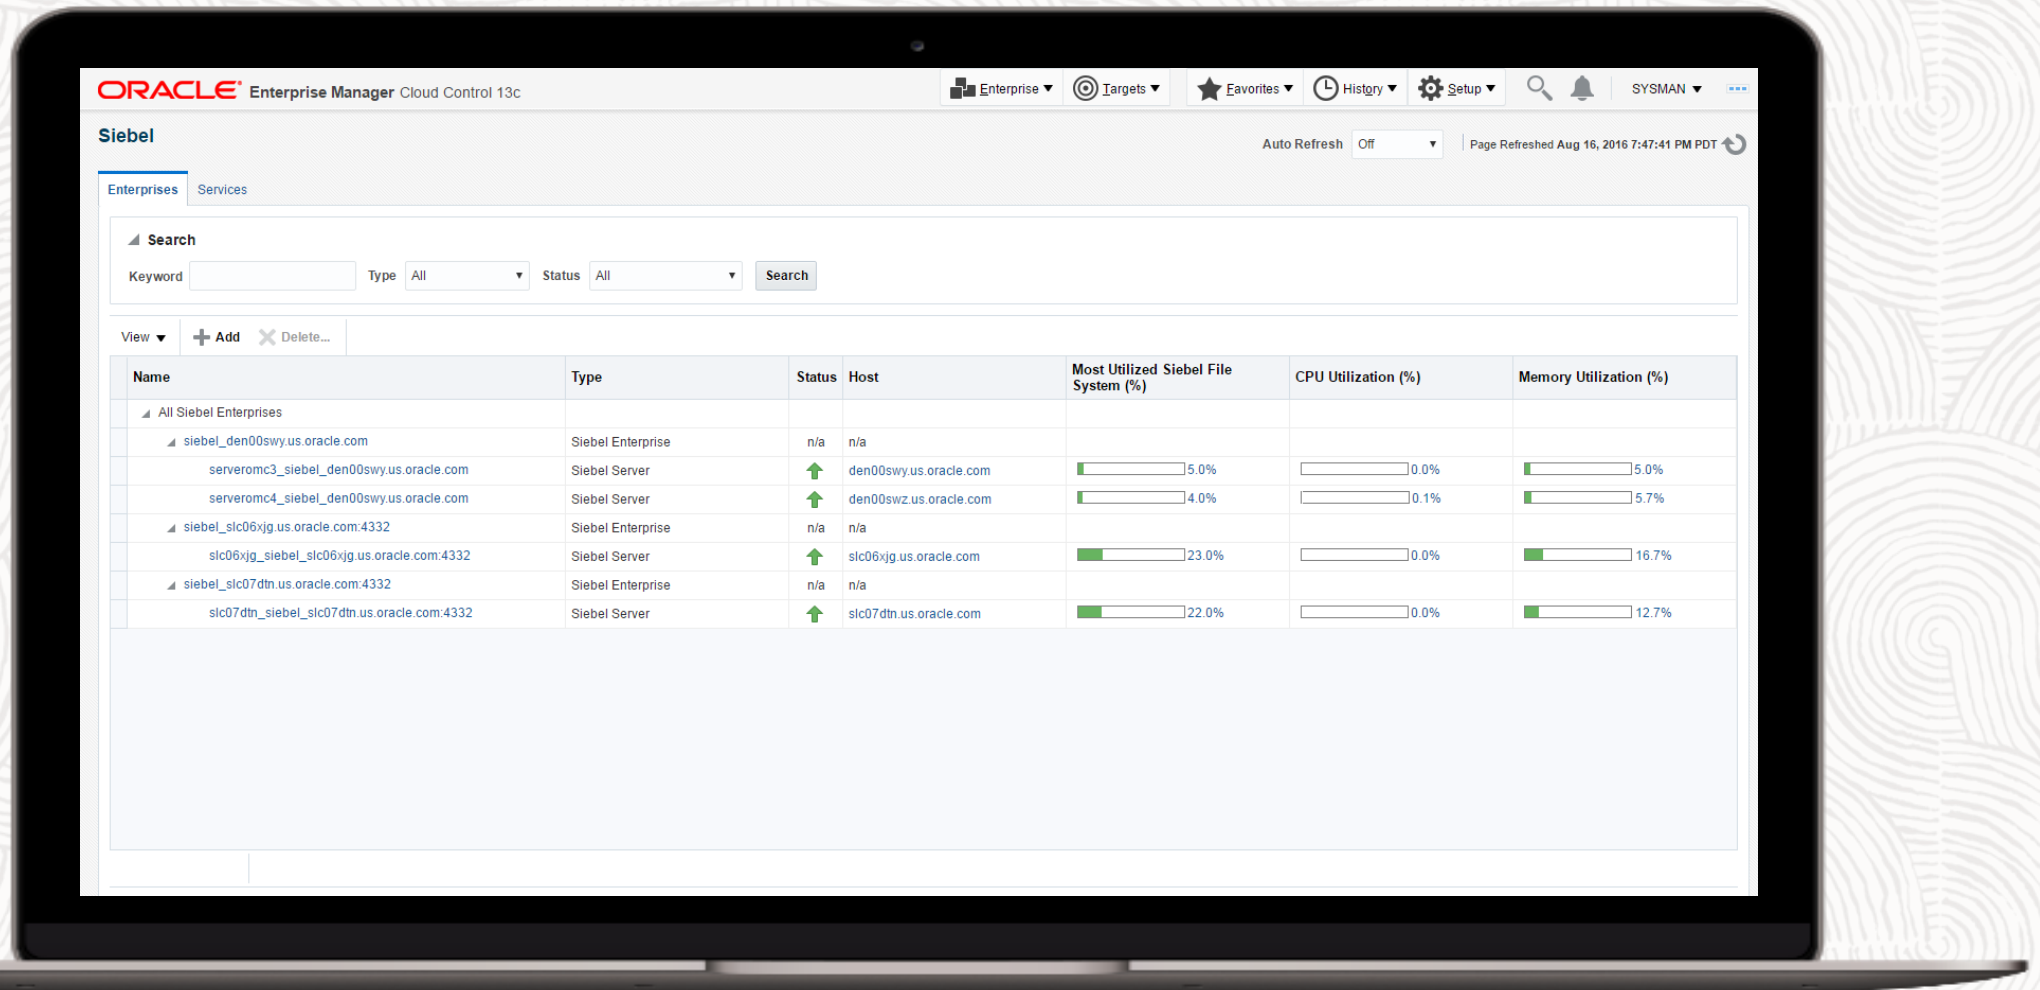 ORACLE Enterprise Manager Cloud Control 13c
Enterprise Targets Favorites History Setup SYSMAN
Siebel
Auto Refresh Off Page Refreshed Aug 16, 2016 7:47:41 PM PDT
Enterprises Services
Search
Keyword Type All Status All Search
View Add Delete...
Name Type Status Host Most Utilized Siebel File System (%) CPU Utilization (%) Memory Utilization (%)
All Siebel Enterprises
siebel_den00swy.us.oracle.com Siebel Enterprise n/a n/a
serveromc3_siebel_den00swy.us.oracle.com Siebel Server den00swy.us.oracle.com 5.0% 0.0% 5.0%
serveromc4_siebel_den00swy.us.oracle.com Siebel Server den00swz.us.oracle.com 4.0% 0.1% 5.7%
siebel_slc06xjg.us.oracle.com:4332 Siebel Enterprise n/a n/a
slc06xjg_siebel_slc06xjg.us.oracle.com:4332 Siebel Server slc06xjg.us.oracle.com 23.0% 0.0% 16.7%
siebel_slc07dtn.us.oracle.com:4332 Siebel Enterprise n/a n/a
slc07dtn_siebel_slc07dtn.us.oracle.com:4332 Siebel Server slc07dtn.us.oracle.com 22.0% 0.0% 12.7%